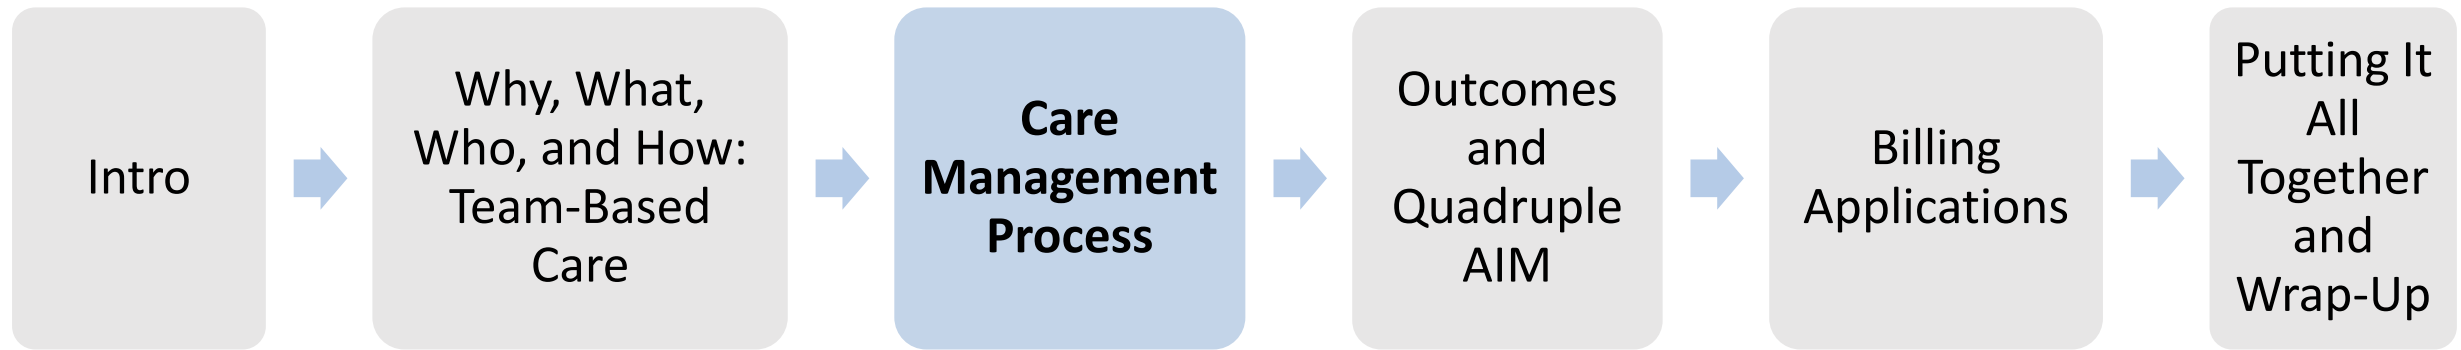 Intro
Why, What,
Who, and How:
Team-Based
Care
Care
Management
Process
Outcomes
and
Quadruple
AIM
Billing
Applications
Putting It
All
Together
and
Wrap-Up